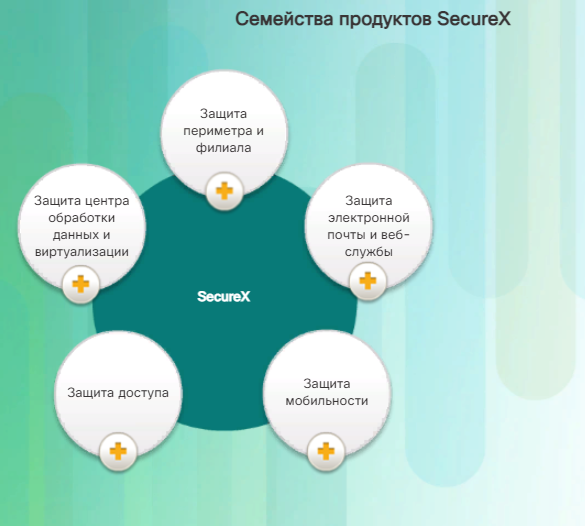 Семейства продуктов SecureX
Защита
периметра и
филиала
Защита центра
обработки
данных и
виртуализации
Защита
электронной
почты и веб-
службы
SecureX
Защита доступа
Защита
мобильности